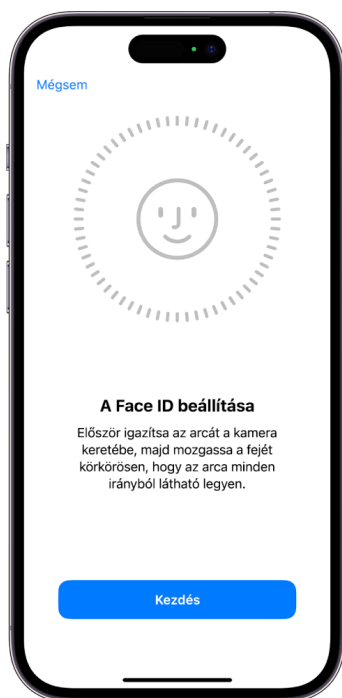 Mégsem
A Face ID beállítása
Először igazítsa az arcát a kamera
keretébe, majd mozgassa a fejét
körkörösen, hogy az arca minden
irányból látható legyen.
Kezdés